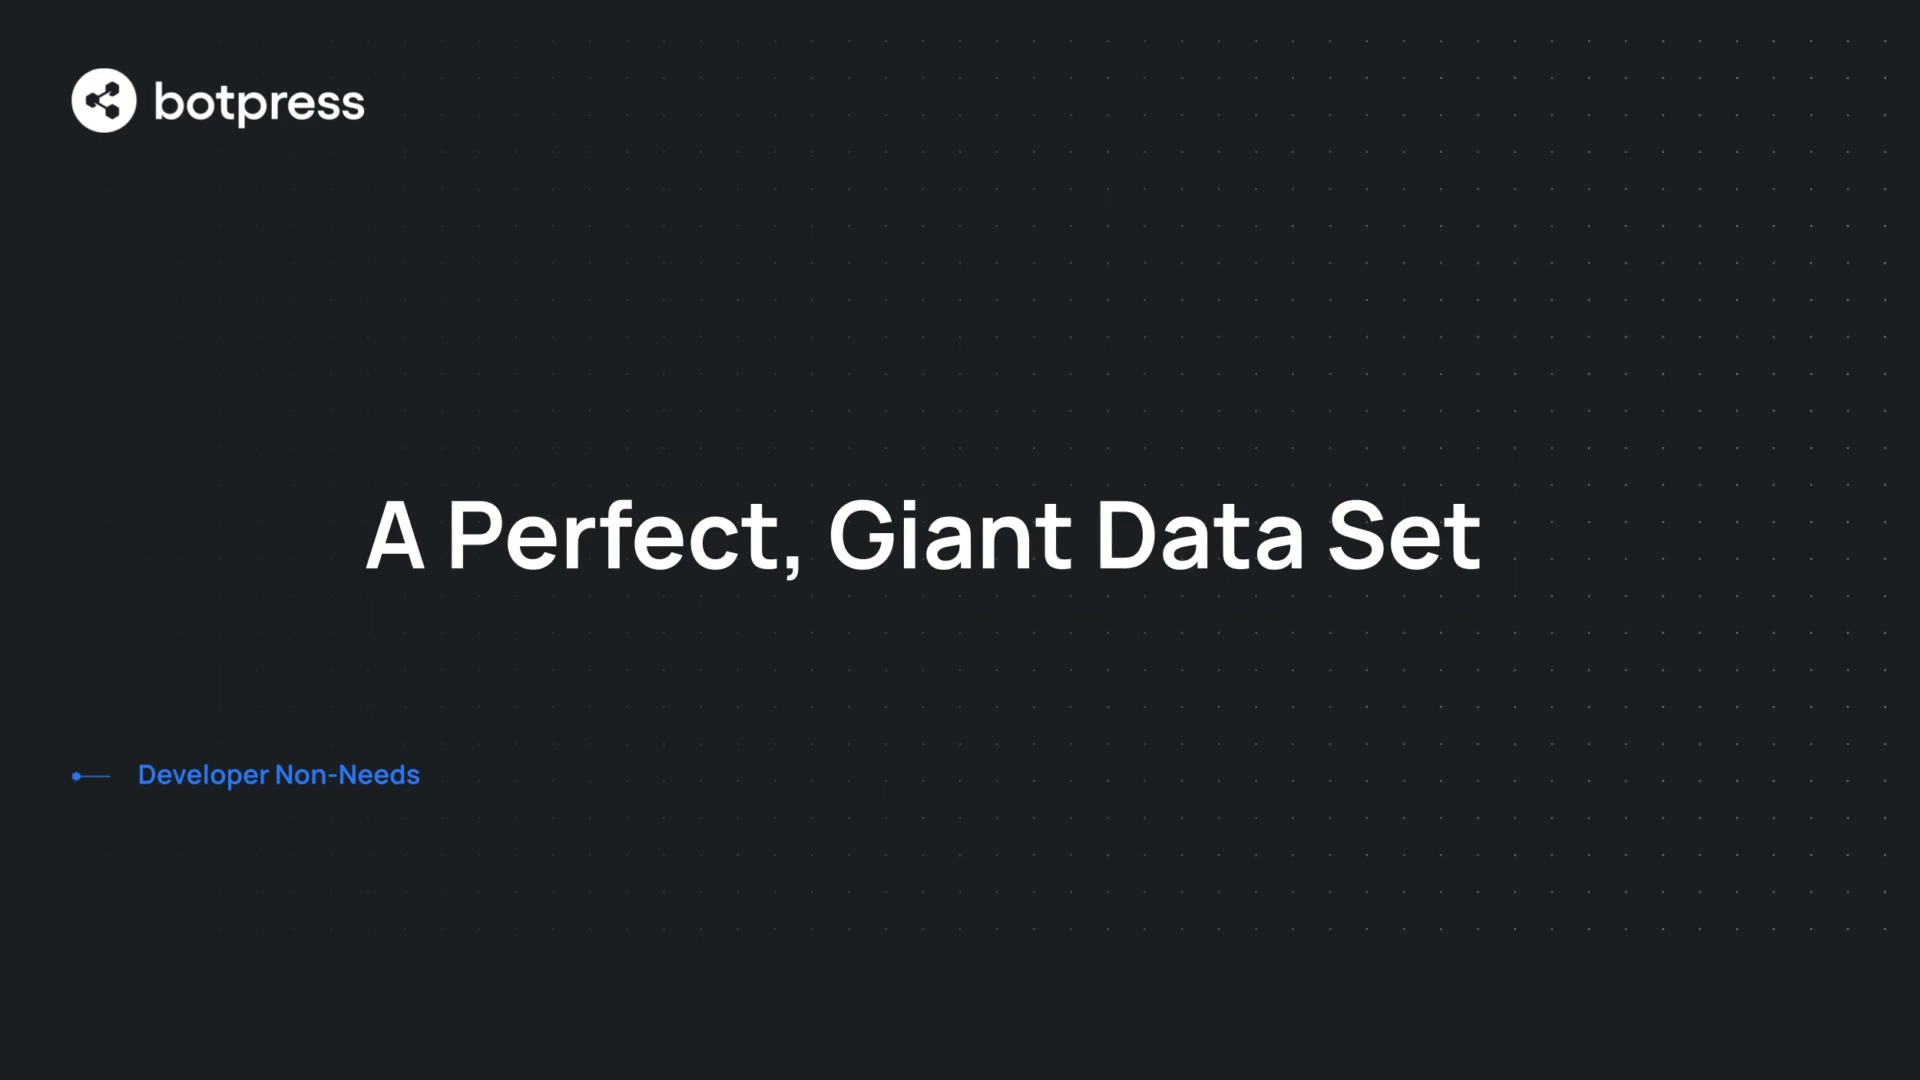 botpress
A Perfect, Giant Data Set
Developer Non-Needs